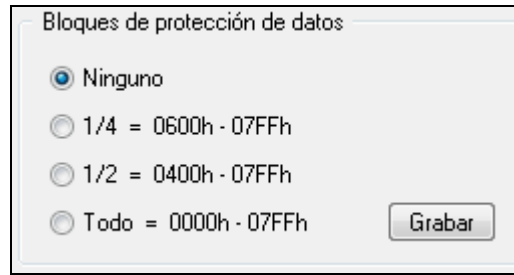 Bloques de protección de datos
Ninguno
1/4 = 0600h - 07FFh
1/2 = 0400h - 07FFh
Todo = 0000h - 07FFh
Grabar